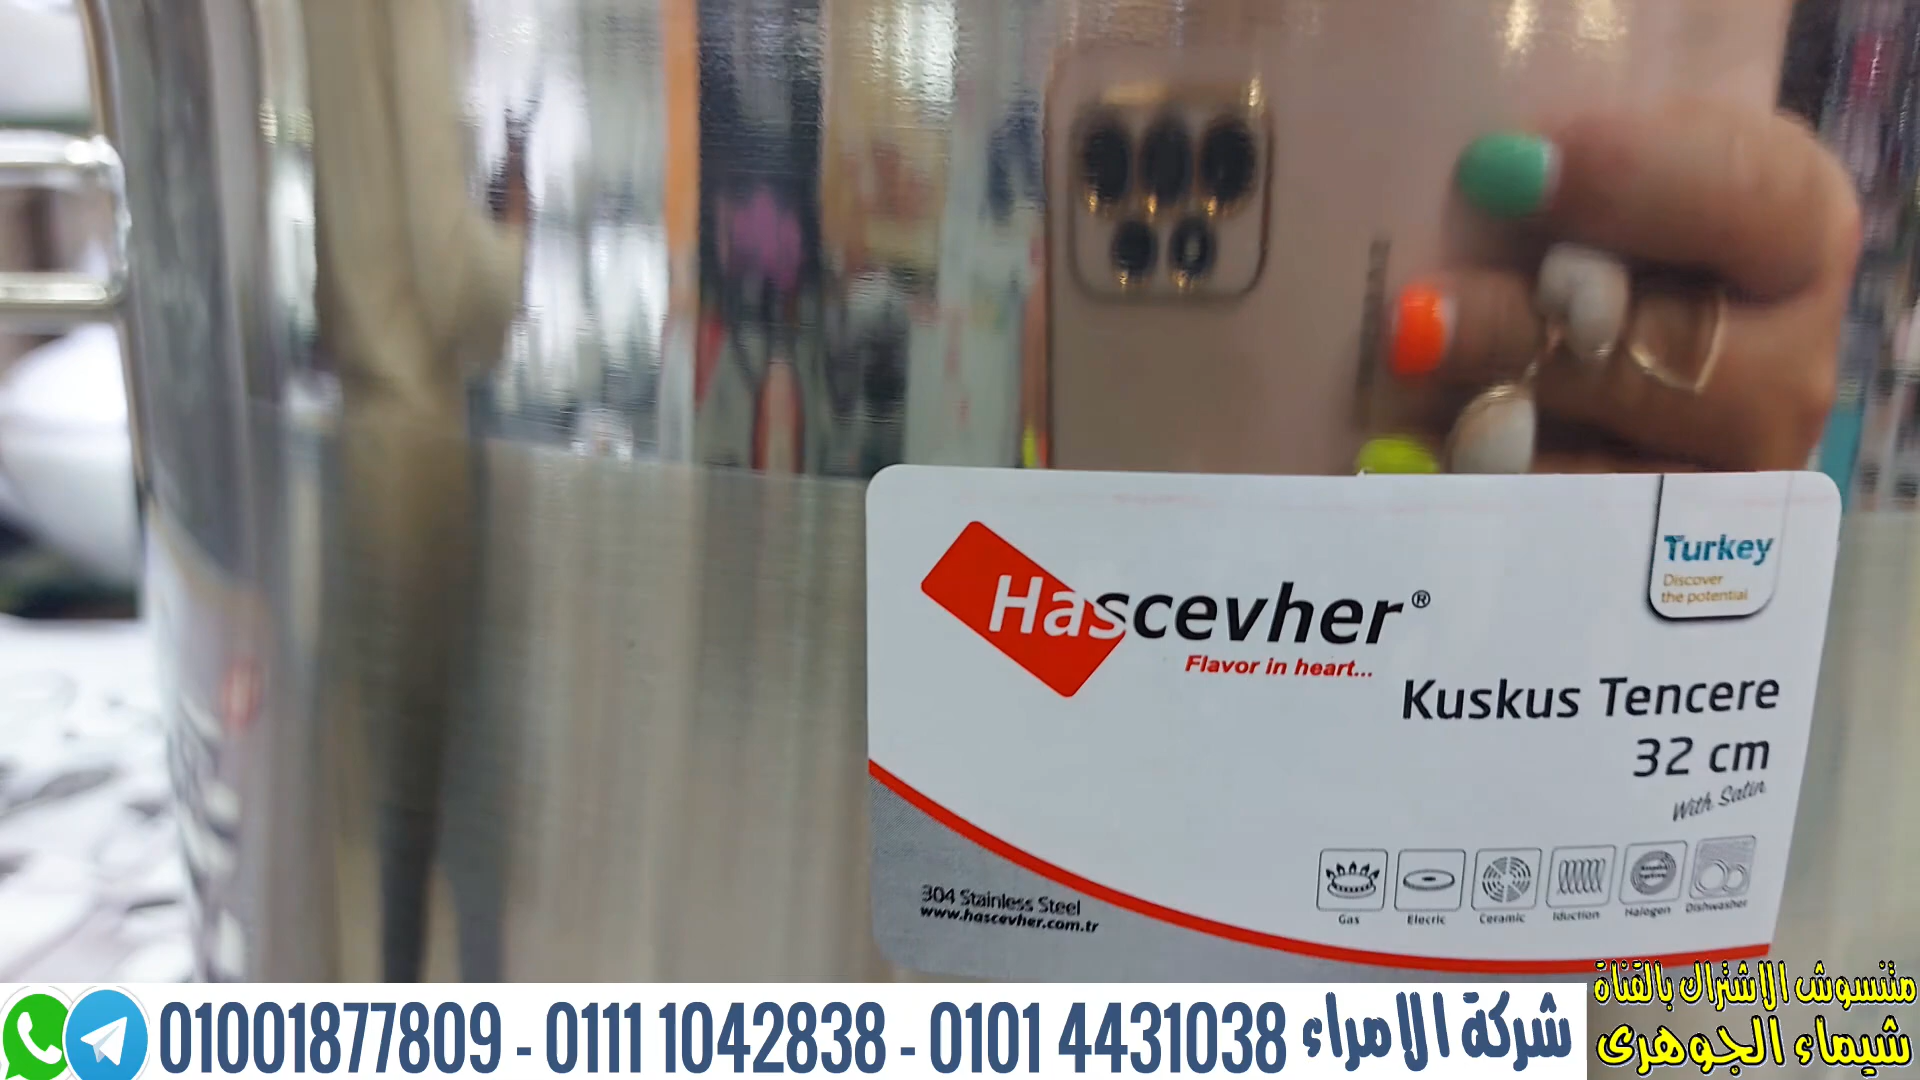 Turkey
Discover
the potential
Hascevher®
Flavor in heart...
Kuskus Tencere
32 cm
With Satin
Gas Elecric Ceramic Iduction Halogen Dishwasher
304 Stainless Steel
www.hascevher.com.tr
متنسوش الاشتراك بالقناة
شيماء الجوهرى
01001877809 - 0111 1042838 - 0101 4431038 شركة الامراء